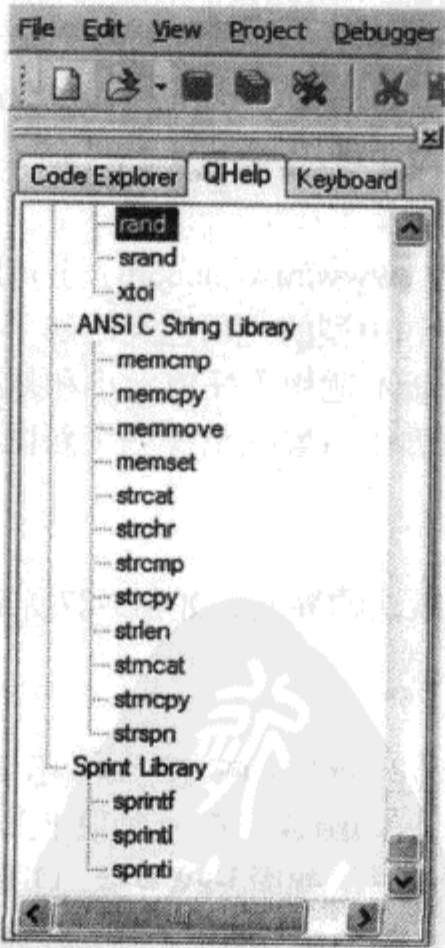 File Edit View Project Debugger
Code Explorer QHelp Keyboard
rand
srand
xtoi
ANSI C String Library
memcmp
memcpy
memmove
memset
strcat
strchr
strcmp
strcpy
strlen
strncat
strncpy
strspn
Sprint Library
sprintf
sprintl
sprinti